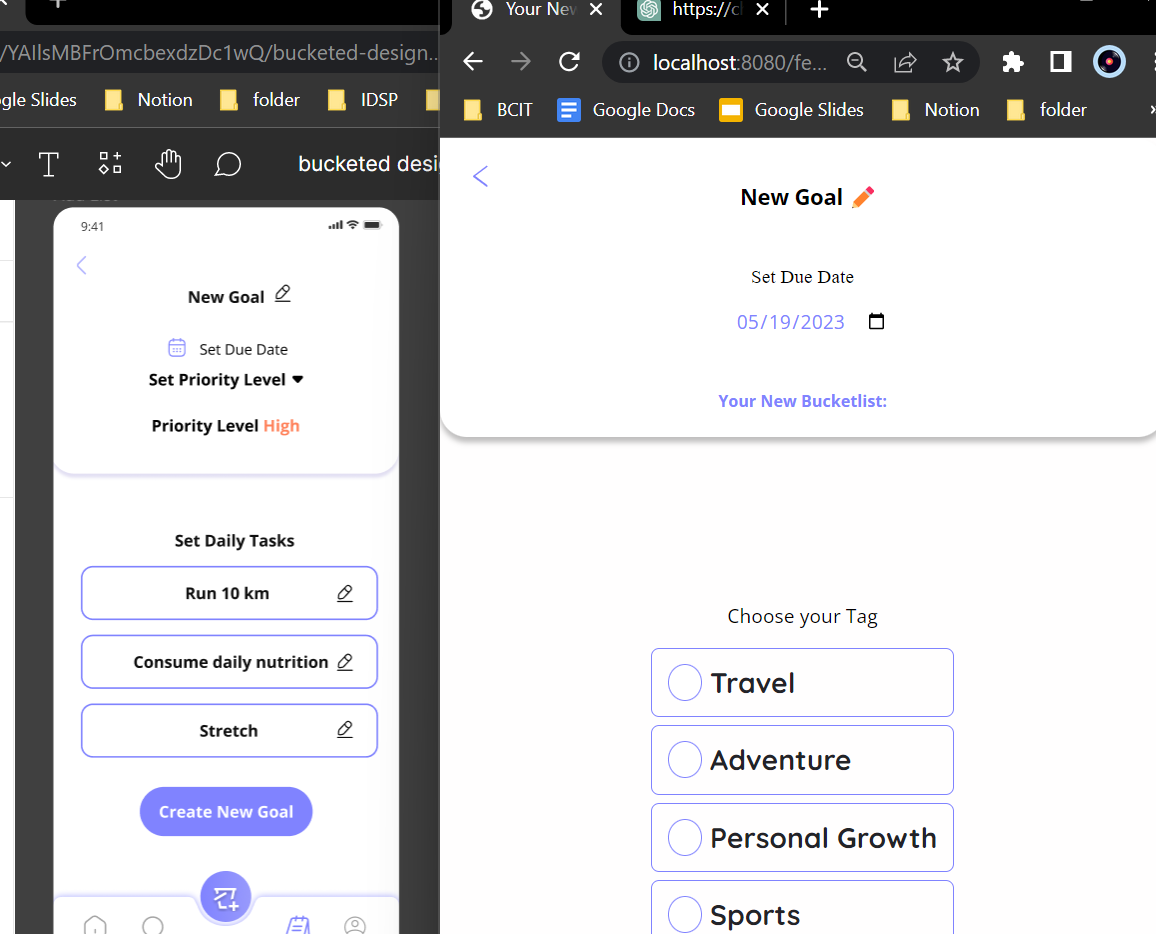 /YAIlsMBFrOmcbexdzDc1wQ/bucketed-design...
gle Slides
Notion
folder
IDSP
bucketed desi
9:41
New Goal
Set Due Date
Set Priority Level
Priority Level High
Set Daily Tasks
Run 10 km
Consume daily nutrition
Stretch
Create New Goal
Your New
https://c
localhost:8080/fe...
BCIT
Google Docs
Google Slides
Notion
folder
»
New Goal
Set Due Date
05/19/2023
Your New Bucketlist:
Choose your Tag
Travel
Adventure
Personal Growth
Sports